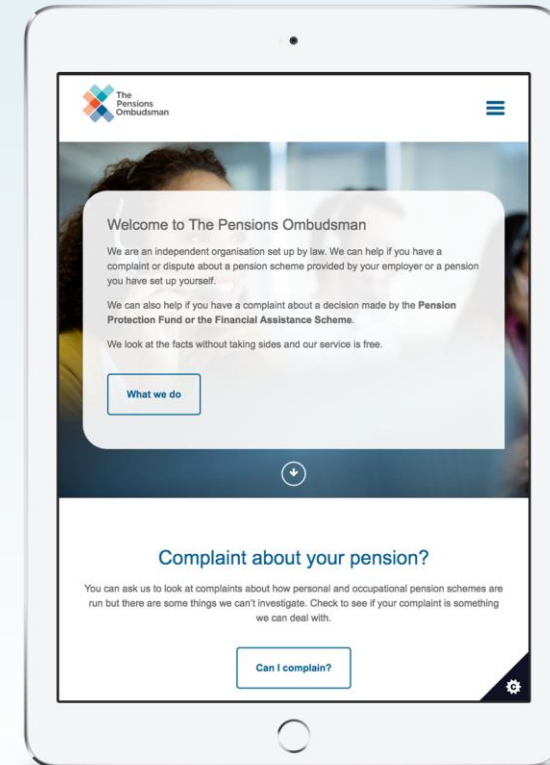 The
Pensions
Ombudsman
Welcome to The Pensions Ombudsman
We are an independent organisation set up by law. We can help if you have a
complaint or dispute about a pension scheme provided by your employer or a pension
you have set up yourself.
We can also help if you have a complaint about a decision made by the Pension
Protection Fund or the Financial Assistance Scheme.
We look at the facts without taking sides and our service is free.
What we do
Complaint about your pension?
You can ask us to look at complaints about how personal and occupational pension schemes are
run but there are some things we can't investigate. Check to see if your complaint is something
we can deal with.
Can I complain?